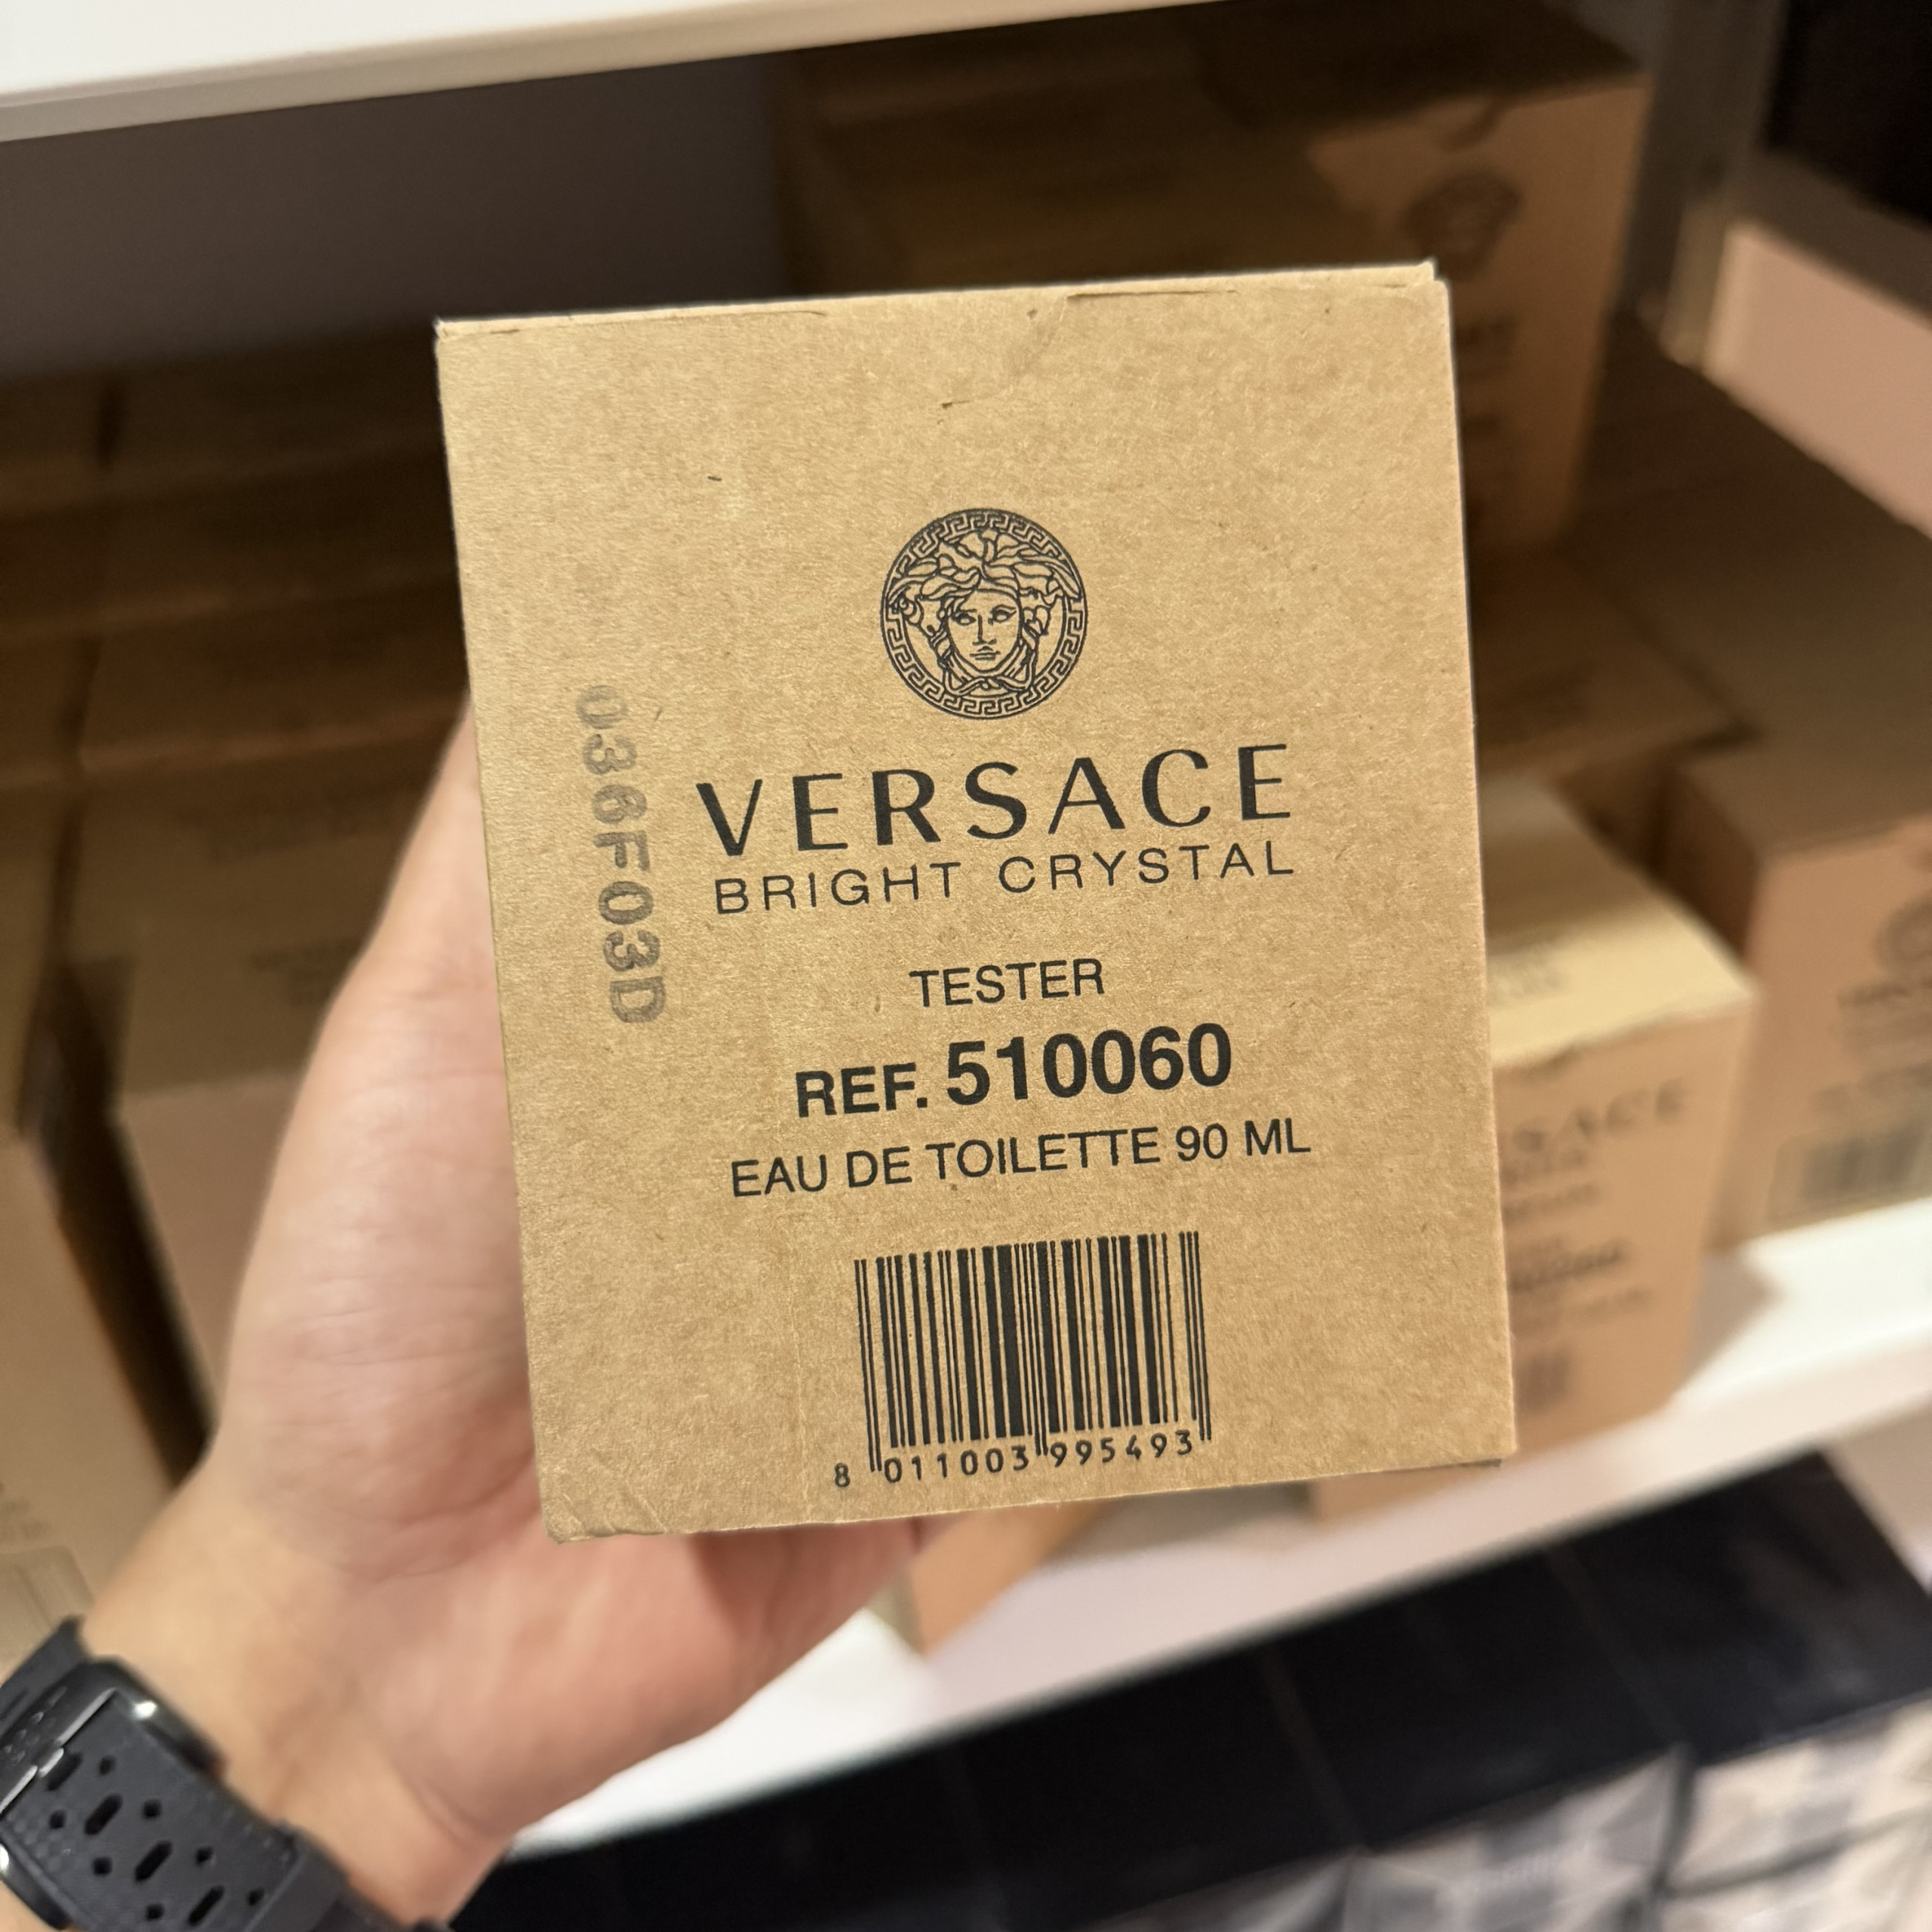 VERSACE
BRIGHT CRYSTAL
TESTER
REF. 510060
EAU DE TOILETTE 90 ML
8 011003 995493
036F03D